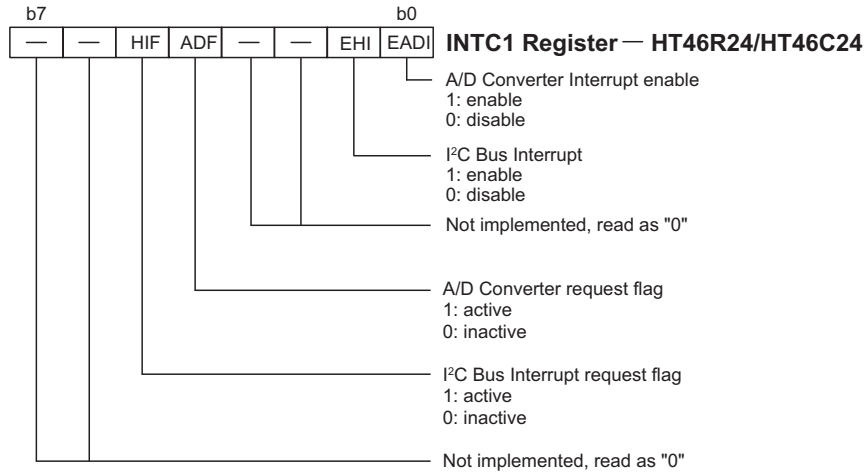 b7 b0
— — HIF ADF — — EHI EADI INTC1 Register — HT46R24/HT46C24
A/D Converter Interrupt enable
1: enable
0: disable
I²C Bus Interrupt
1: enable
0: disable
Not implemented, read as "0"
A/D Converter request flag
1: active
0: inactive
I²C Bus Interrupt request flag
1: active
0: inactive
Not implemented, read as "0"